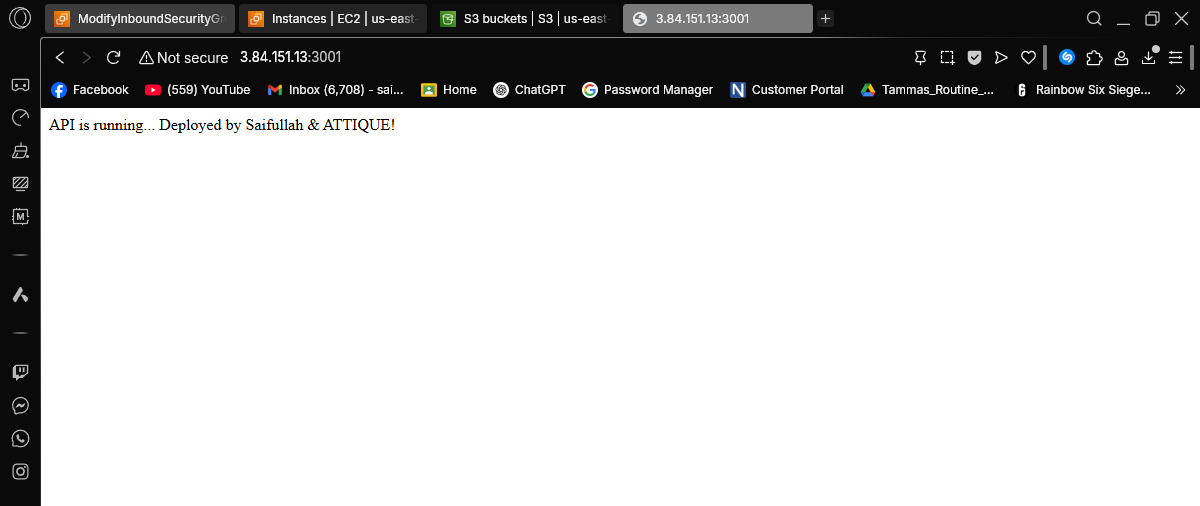 ModifyInboundSecurityGr
Instances | EC2 | us-east-
S3 buckets | S3 | us-east-
3.84.151.13:3001
Not secure 3.84.151.13:3001
Facebook
(559) YouTube
Inbox (6,708) - sai...
Home
ChatGPT
Password Manager
N Customer Portal
Tammas_Routine_...
6 Rainbow Six Siege...
M
API is running... Deployed by Saifullah & ATTIQUE!